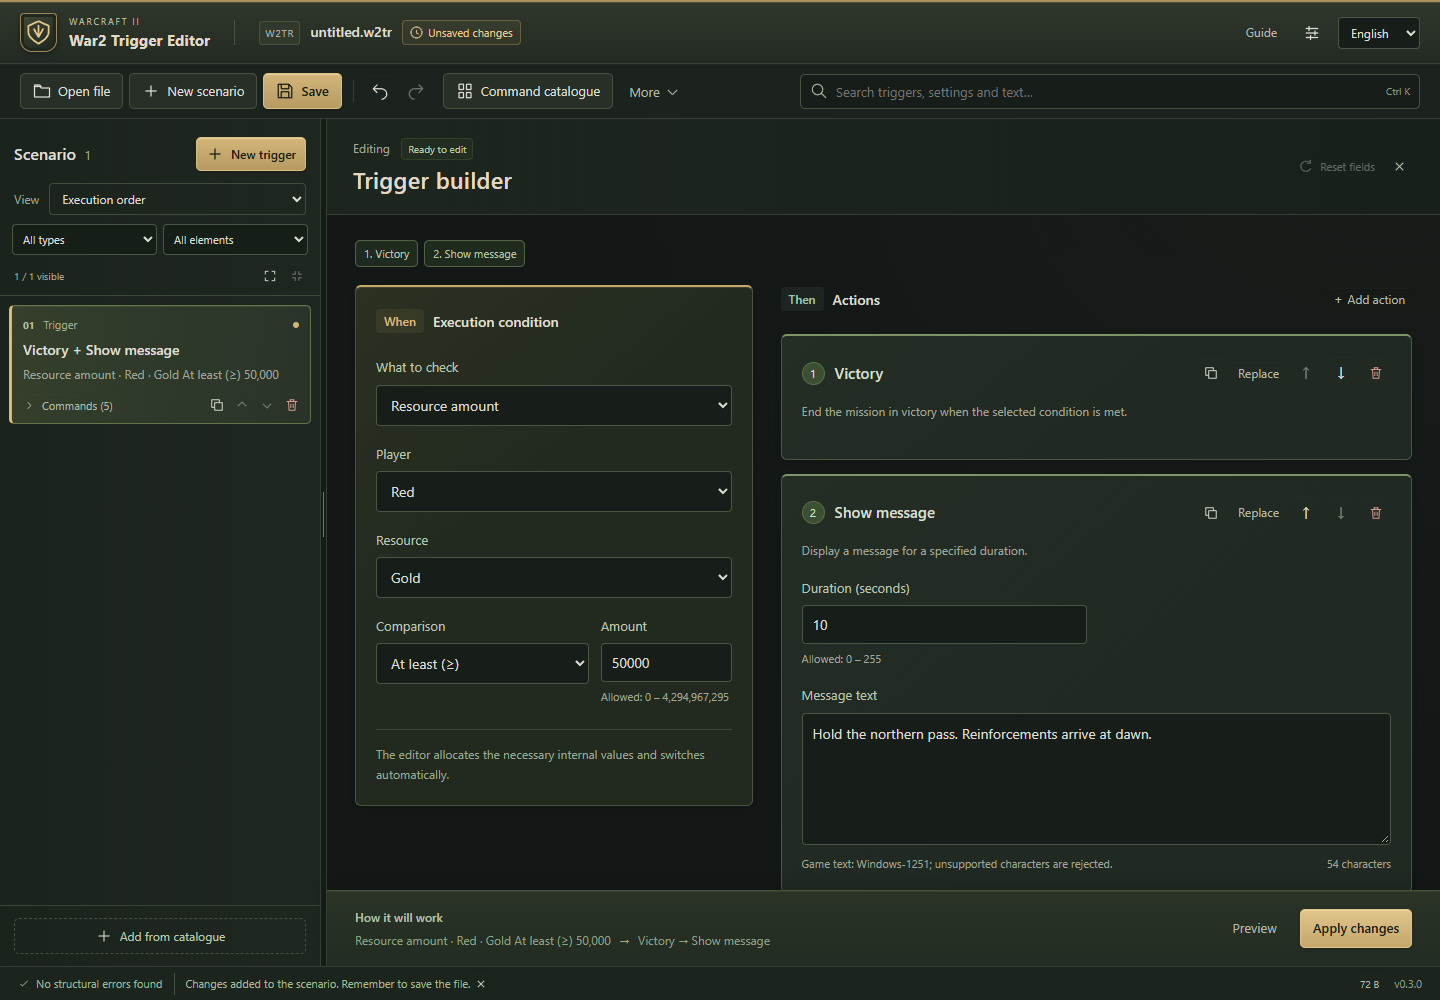 WARCRAFT II
War2 Trigger Editor
W2TR
untitled.w2tr
Unsaved changes
Guide
English
Open file
New scenario
Save
Command catalogue
More
Search triggers, settings and text...
Ctrl K
Scenario 1
New trigger
View
Execution order
All types
All elements
1 / 1 visible
01 Trigger
Victory + Show message
Resource amount · Red · Gold At least (≥) 50,000
Commands (5)
Add from catalogue
Editing
Ready to edit
Trigger builder
Reset fields
1. Victory
2. Show message
When
Execution condition
What to check
Resource amount
Player
Red
Resource
Gold
Comparison
Amount
At least (≥)
50000
Allowed: 0 – 4,294,967,295
The editor allocates the necessary internal values and switches
automatically.
Then
Actions
+ Add action
1
Victory
Replace
End the mission in victory when the selected condition is met.
2
Show message
Replace
Display a message for a specified duration.
Duration (seconds)
10
Allowed: 0 – 255
Message text
Hold the northern pass. Reinforcements arrive at dawn.
Game text: Windows-1251; unsupported characters are rejected.
54 characters
How it will work
Resource amount · Red · Gold At least (≥) 50,000 → Victory → Show message
Preview
Apply changes
No structural errors found
Changes added to the scenario. Remember to save the file.
72 B
v0.3.0